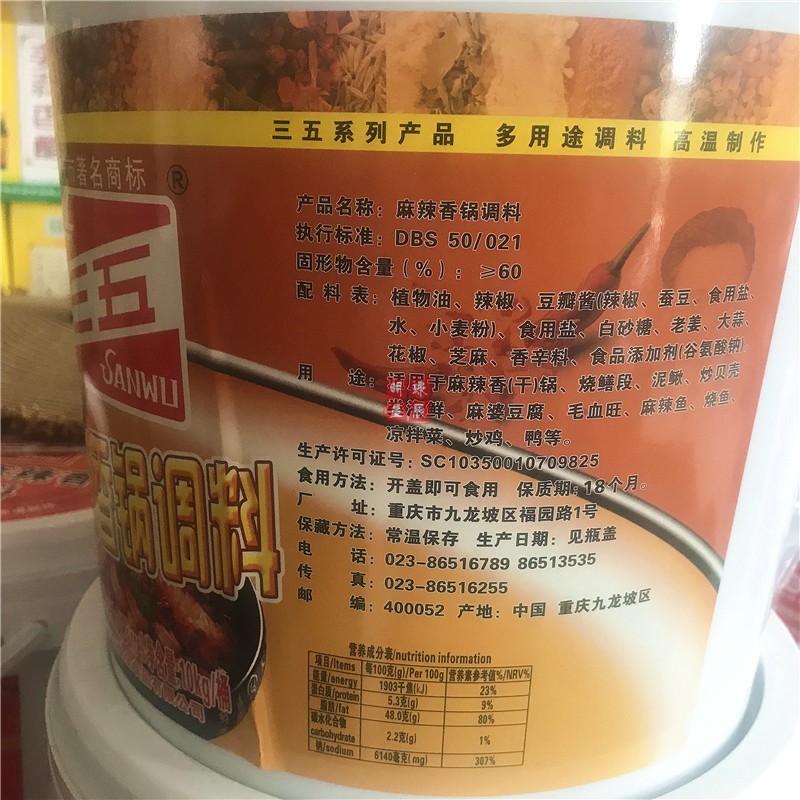 三五系列产品 多用途调料 高温制作
市著名商标 ®
三五
SANWU
香锅调料
10kg/桶
产品名称：麻辣香锅调料
执行标准：DBS 50/021
固形物含量（%）：≥60
配料表：植物油、辣椒、豆瓣酱(辣椒、蚕豆、食用盐、
水、小麦粉)、食用盐、白砂糖、老姜、大蒜、
花椒、芝麻、香辛料、食品添加剂(谷氨酸钠)
用 途：适用于麻辣香(干)锅、烧鳝段、泥鳅、炒贝壳
类海鲜、麻婆豆腐、毛血旺、麻辣鱼、烧鱼、
凉拌菜、炒鸡、鸭等。
生产许可证号：SC10350010709825
食用方法：开盖即可食用 保质期：18个月。
厂 址：重庆市九龙坡区福园路1号
保藏方法：常温保存 生产日期：见瓶盖
电 话：023-86516789 86513535
传 真：023-86516255
邮 编：400052 产地：中国 重庆九龙坡区
营养成分表/nutrition information
项目/Items 每100克(g)/Per 100g 营养素参考值%/NRV%
能量/energy 1903千焦(kJ) 23%
蛋白质/protein 5.3克(g) 9%
脂肪/fat 48.0克(g) 80%
碳水化合物
carbohydrate 2.2克(g) 1%
钠/sodium 6140毫克(mg) 307%